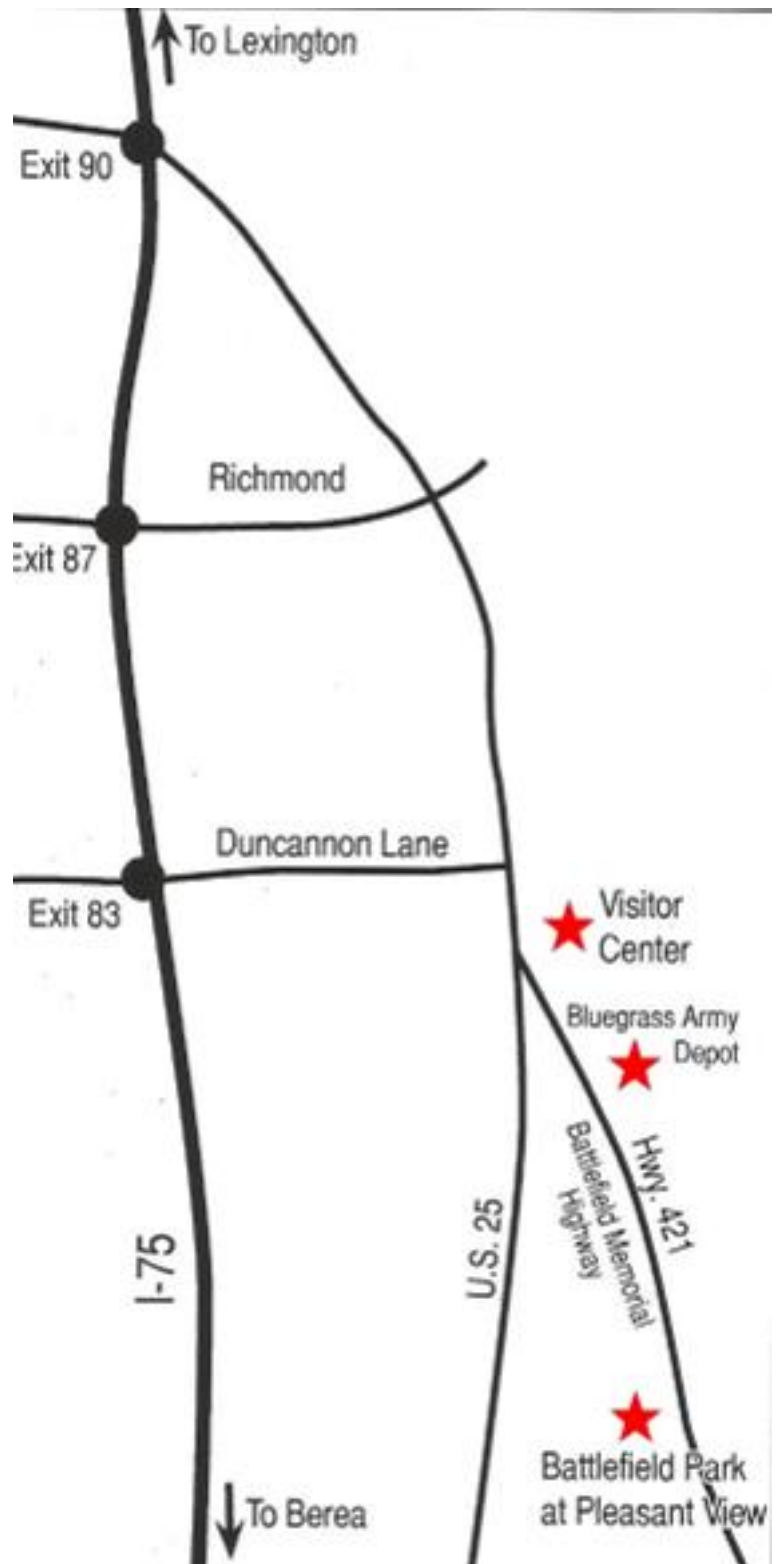 To Lexington
Exit 90
Richmond
Exit 87
Duncannon Lane
Exit 83
Visitor
Center
Bluegrass Army
Depot
Hwy. 421
Battlefield Memorial
Highway
U.S. 25
I-75
Battlefield Park
at Pleasant View
To Berea